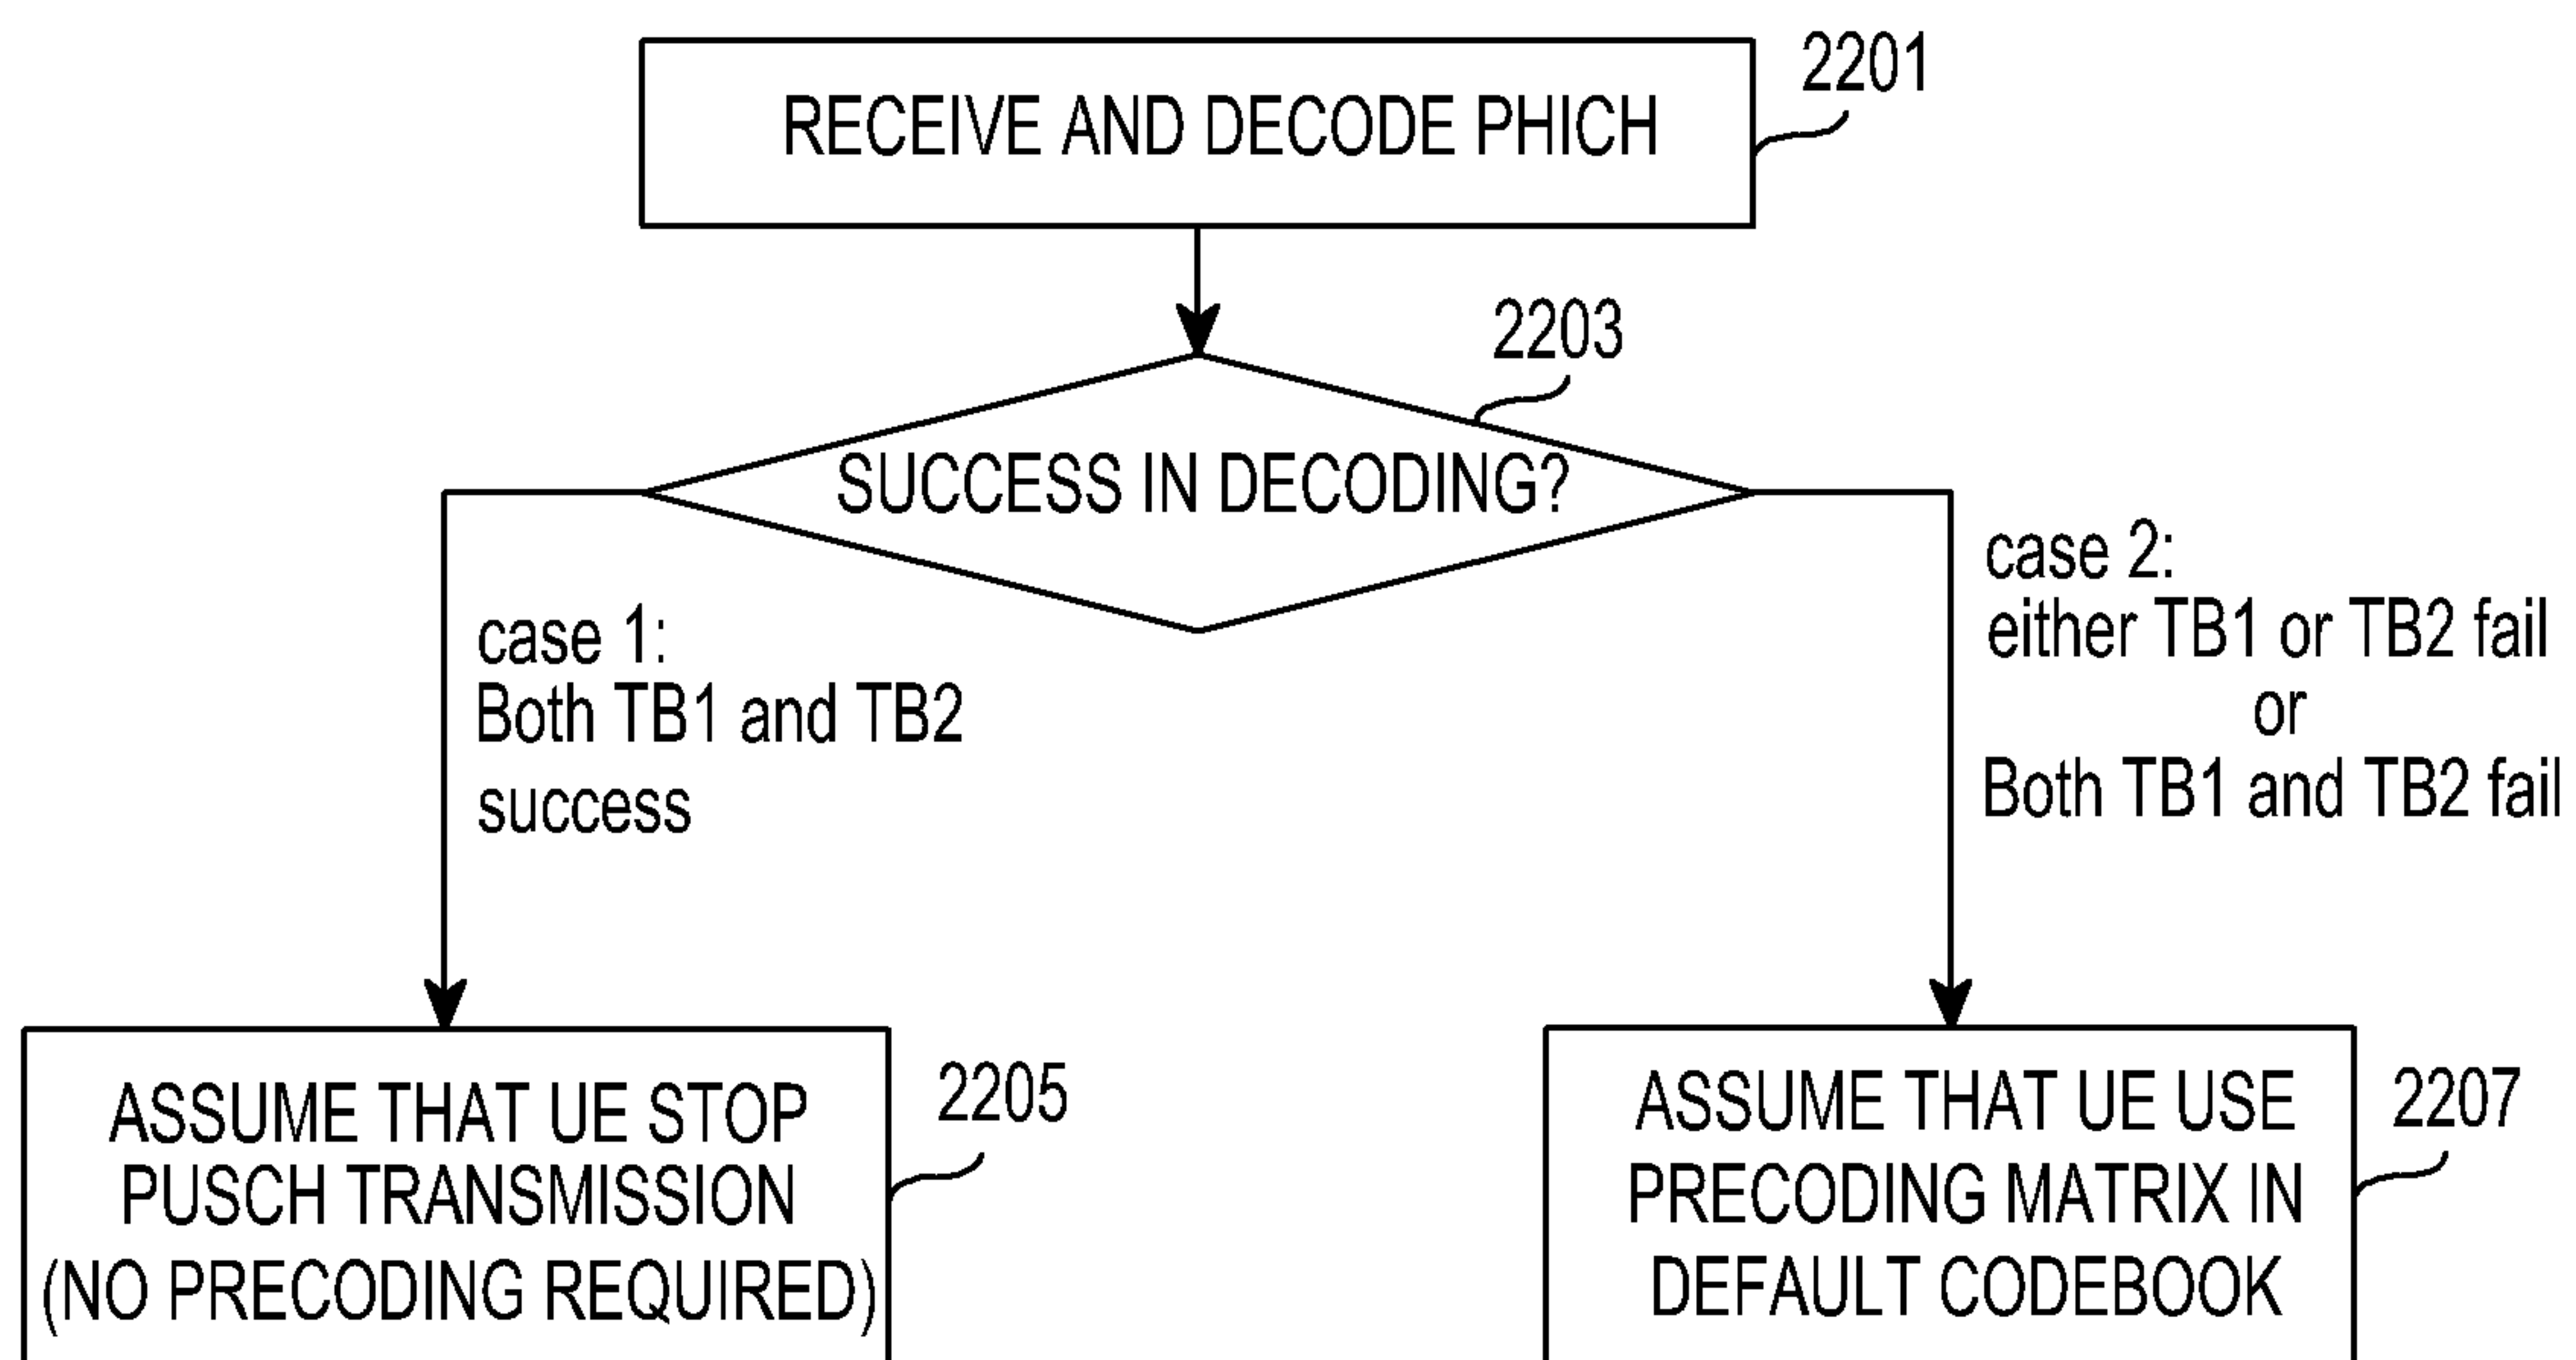 2201
RECEIVE AND DECODE PHICH
2203
SUCCESS IN DECODING?
case 1:
Both TB1 and TB2
success
case 2:
either TB1 or TB2 fail
or
Both TB1 and TB2 fail
2205
ASSUME THAT UE STOP
PUSCH TRANSMISSION
(NO PRECODING REQUIRED)
2207
ASSUME THAT UE USE
PRECODING MATRIX IN
DEFAULT CODEBOOK